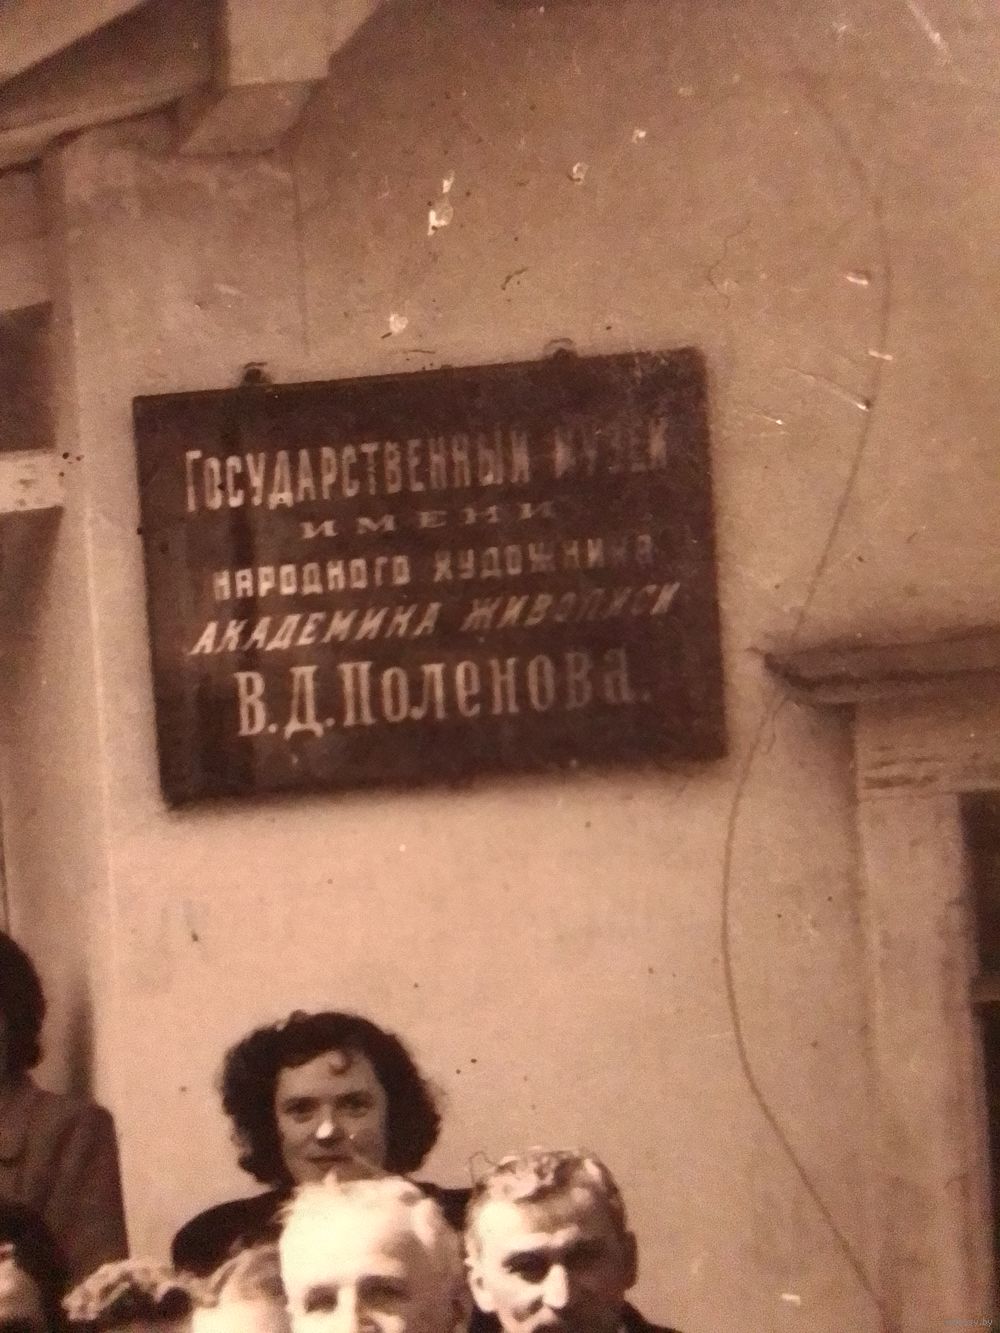 Государственный музей
имени
народного художника
академика живописи
В.Д.Поленова.